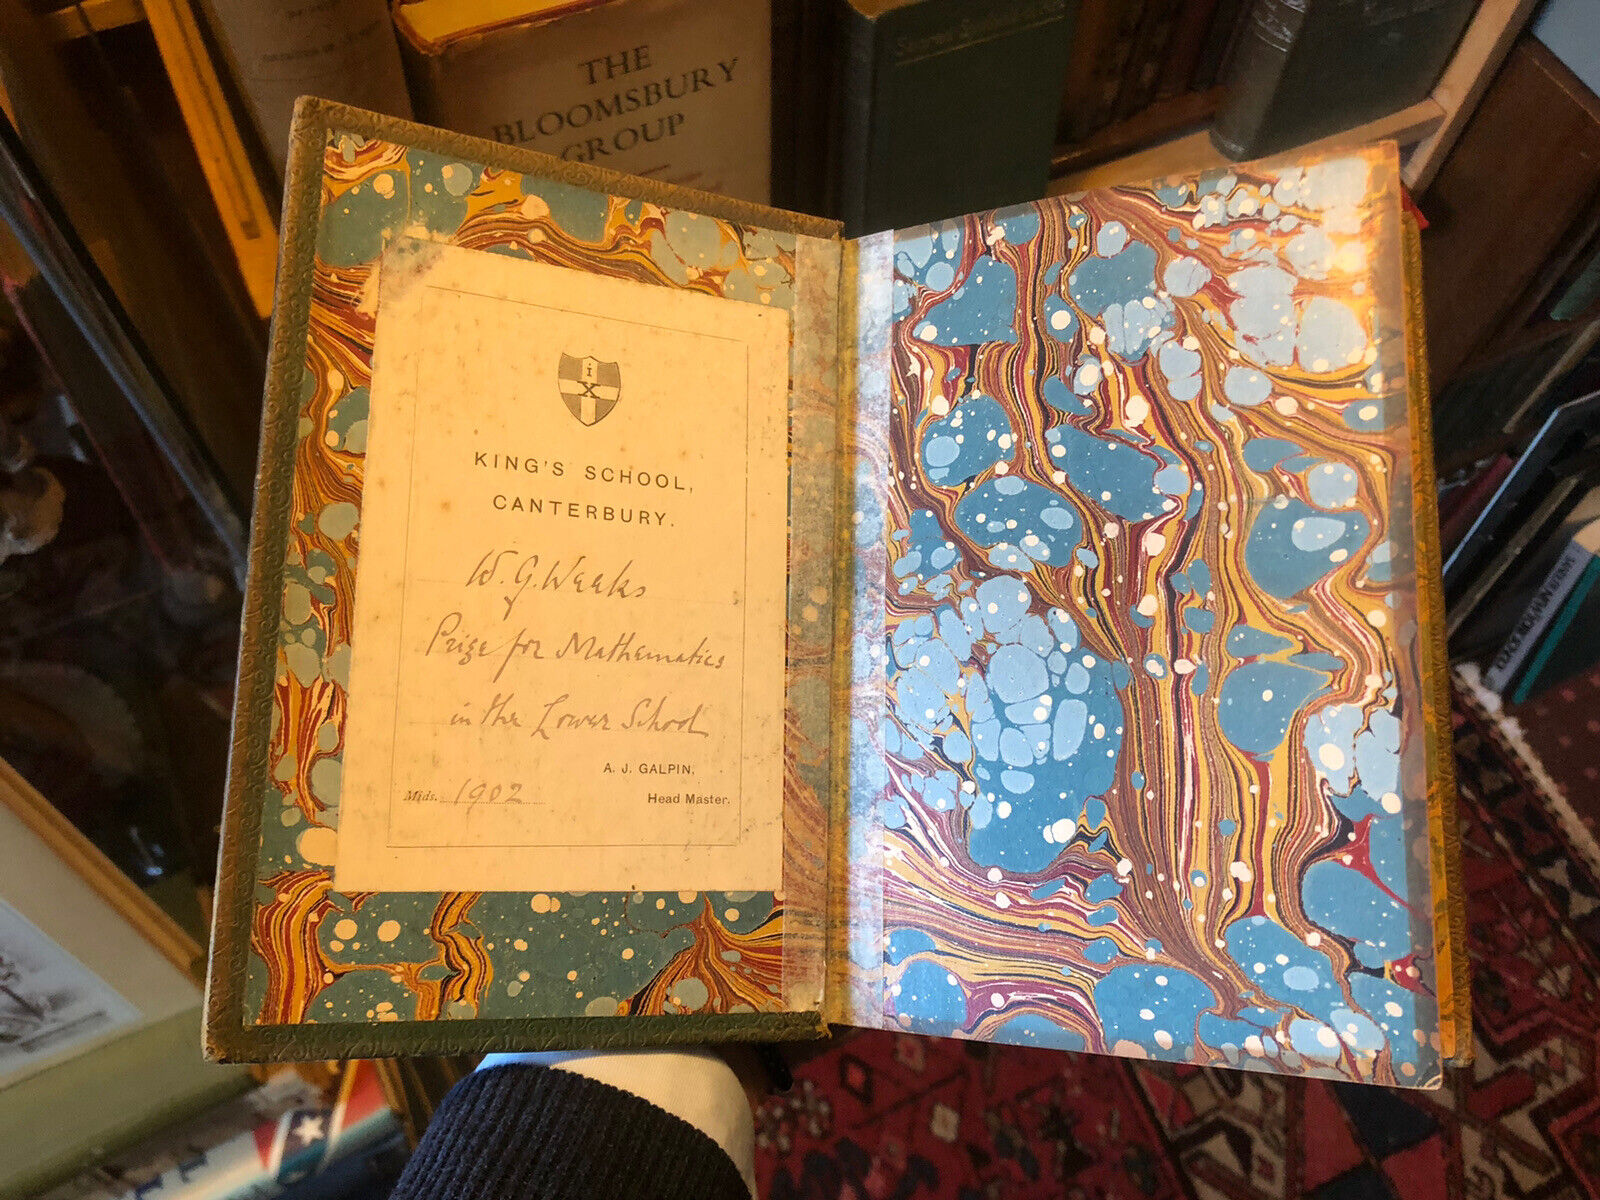 THE
BLOOMSBURY
GROUP
i
X
KING'S SCHOOL,
CANTERBURY.
W. G. Weeks
Prize for Mathematics
in the Lower School
A. J. GALPIN,
Mids. 1902 Head Master.